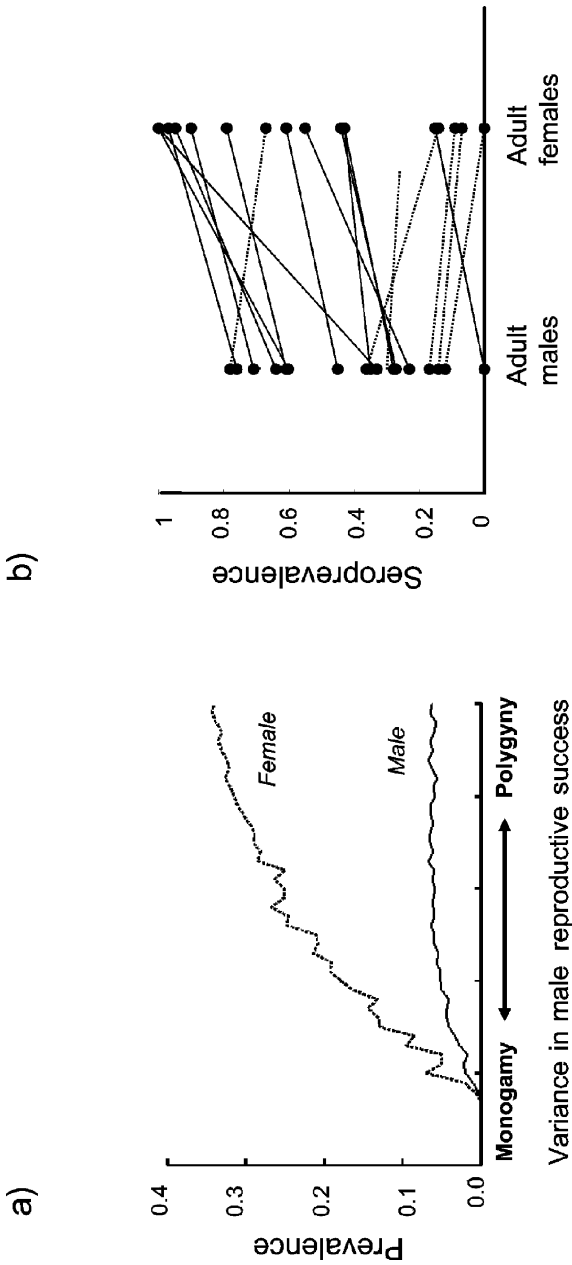 a)
Prevalence
0.4
0.3
0.2
0.1
0.0
Female
Male
Monogamy
Polygyny
Variance in male reproductive success
b)
Seroprevalence
1
0.8
0.6
0.4
0.2
0
Adult
males
Adult
females